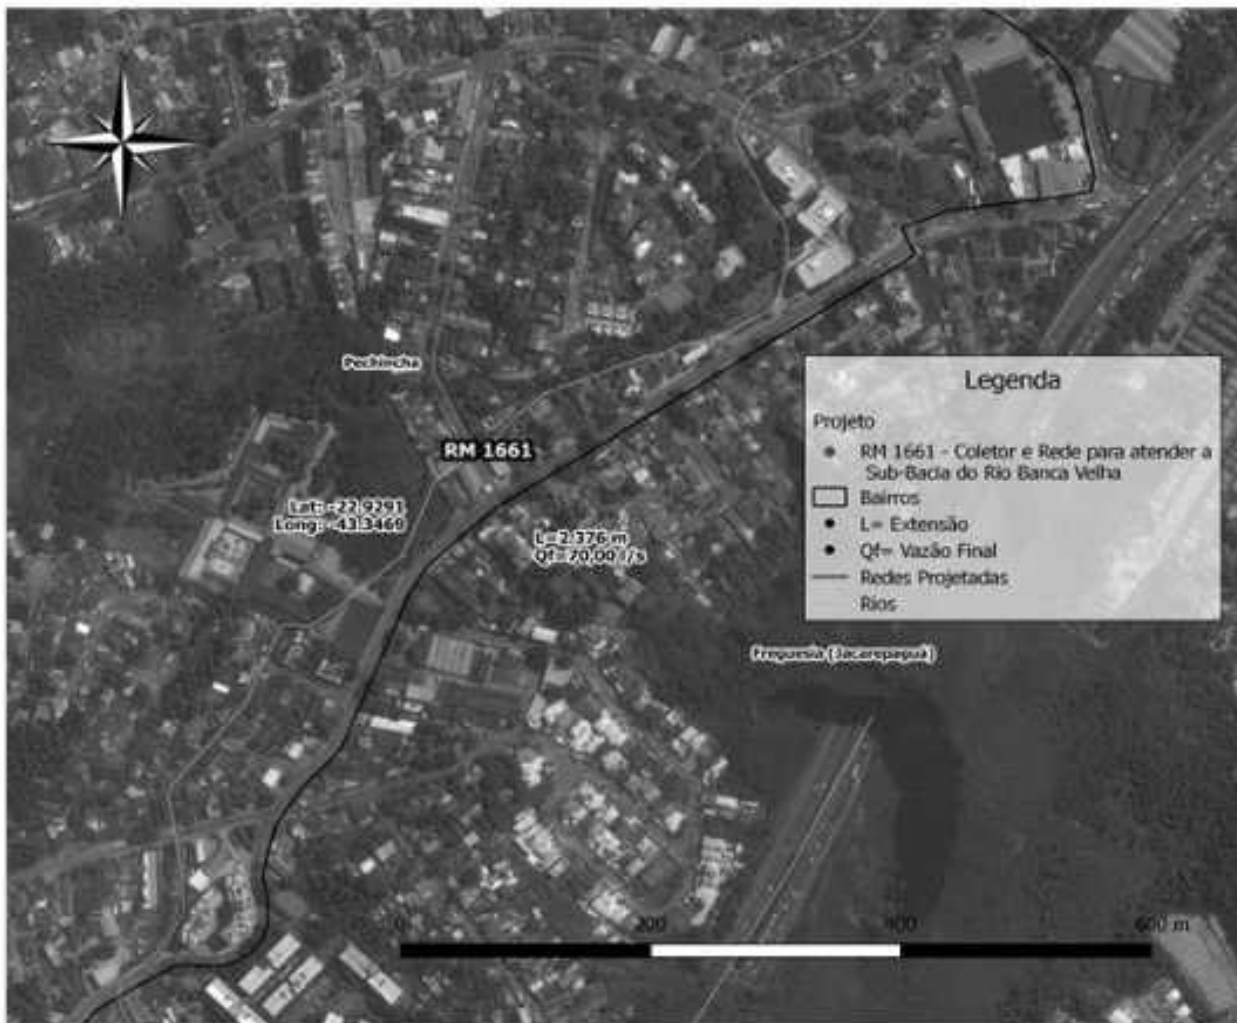 Pechincha
RM 1661
Lat: -22.9291
Long: -43.3469
L=2.376 m
Qf=70,00 l/s
Legenda
Projeto
RM 1661 - Coletor e Rede para atender a
Sub-Bacia do Rio Banca Velha
Bairros
L= Extensão
Qf= Vazão Final
Redes Projetadas
Rios
Freguesia (Jacarepaguá)
0 200 400 600 m